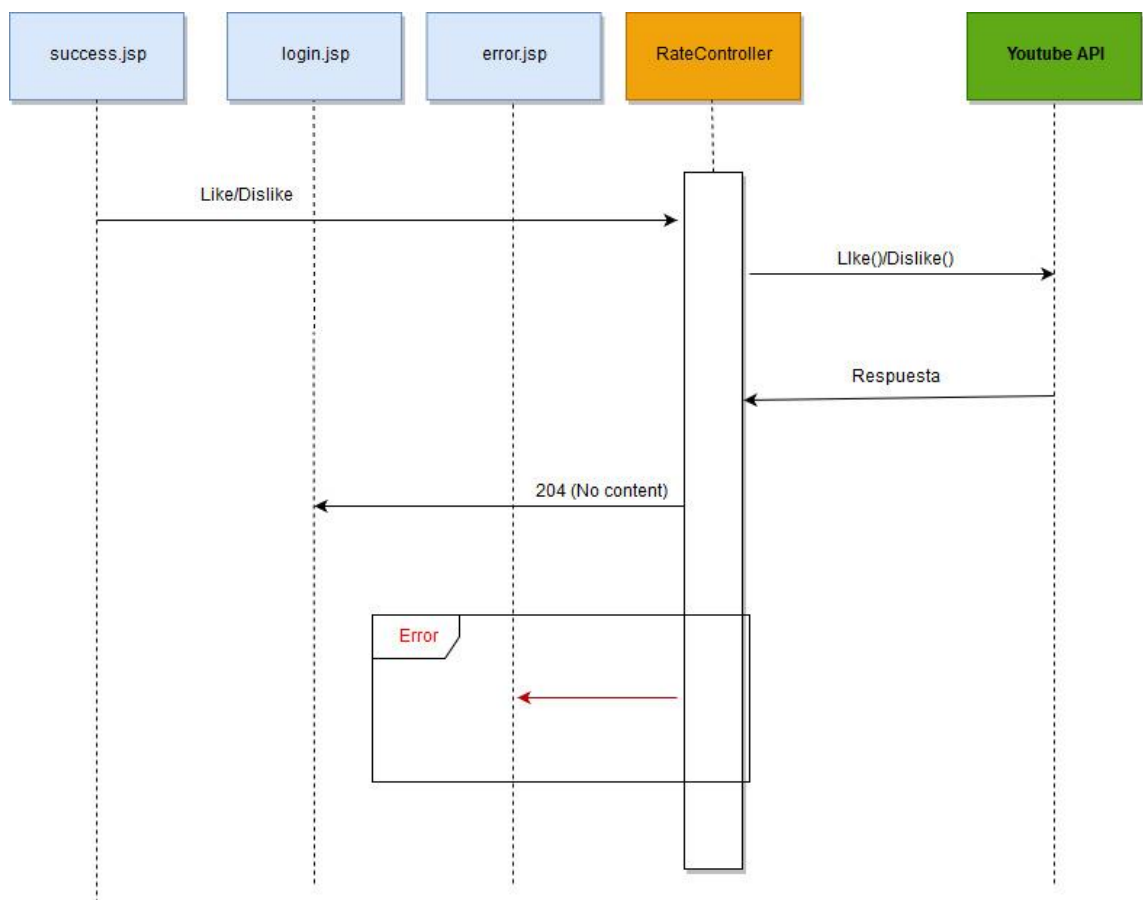 success.jsp
login.jsp
error.jsp
RateController
Youtube API
Like/Dislike
LIke()/Dislike()
Respuesta
204 (No content)
Error